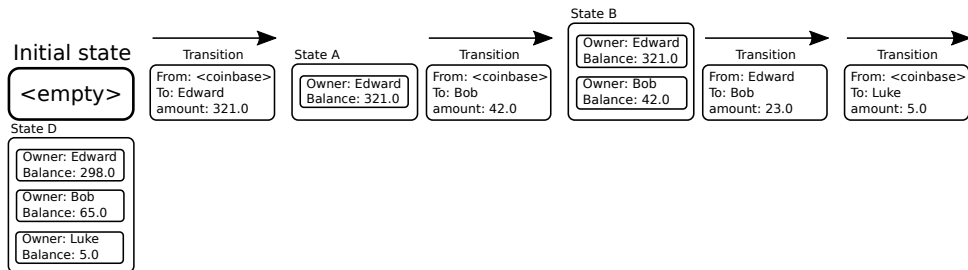 Initial state
<empty>
Transition
From: <coinbase>
To: Edward
amount: 321.0
State A
Owner: Edward
Balance: 321.0
Transition
From: <coinbase>
To: Bob
amount: 42.0
State B
Owner: Edward
Balance: 321.0
Owner: Bob
Balance: 42.0
Transition
From: Edward
To: Bob
amount: 23.0
Transition
From: <coinbase>
To: Luke
amount: 5.0
State D
Owner: Edward
Balance: 298.0
Owner: Bob
Balance: 65.0
Owner: Luke
Balance: 5.0